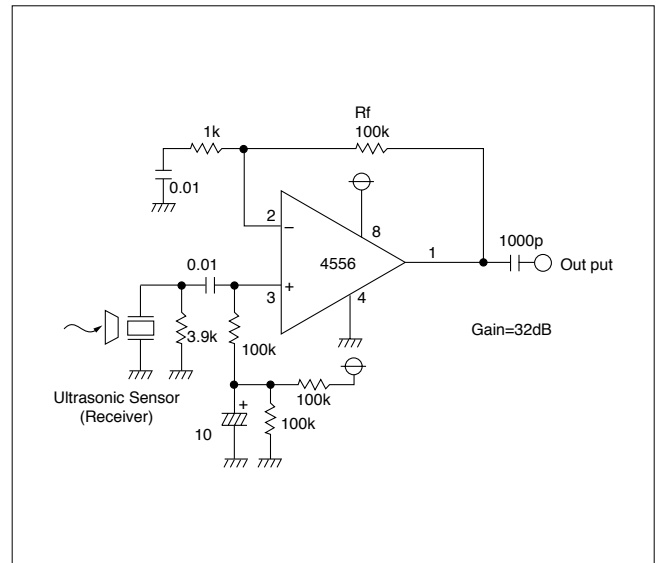 Rf
1k
100k
0.01
2
−
8
1000p
0.01
4556
1
Out put
3
+
4
3.9k
100k
Gain=32dB
Ultrasonic Sensor
(Receiver)
+
100k
10
100k